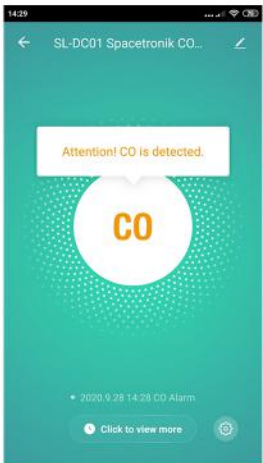 14:29
SL-DC01 Spacetronik CO...
Attention! CO is detected.
CO
2020.9.28 14:28 CO Alarm
Click to view more